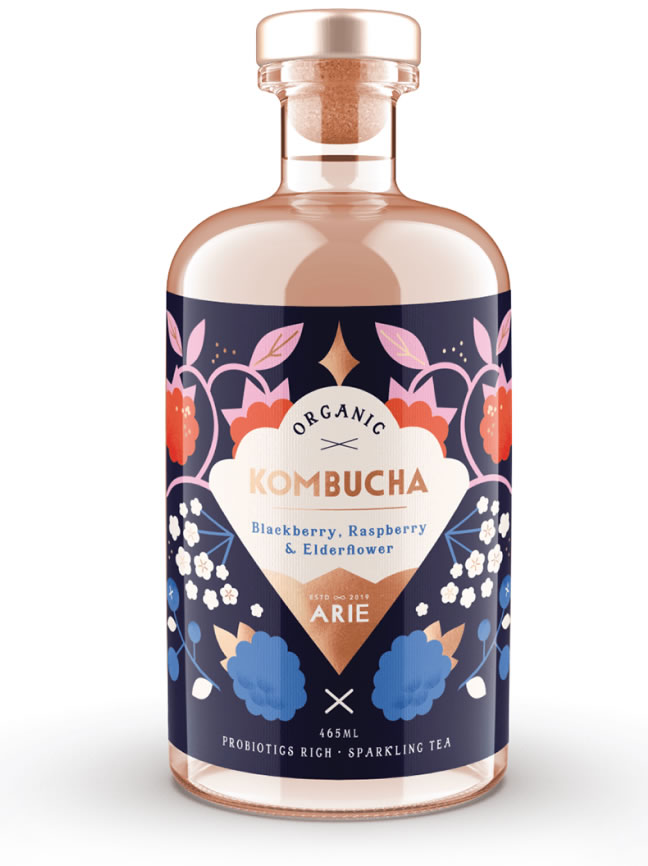 ORGANIC
KOMBUCHA
Blackberry, Raspberry
& Elderflower
ESTD 2019
ARIE
465ML
PROBIOTICS RICH · SPARKLING TEA